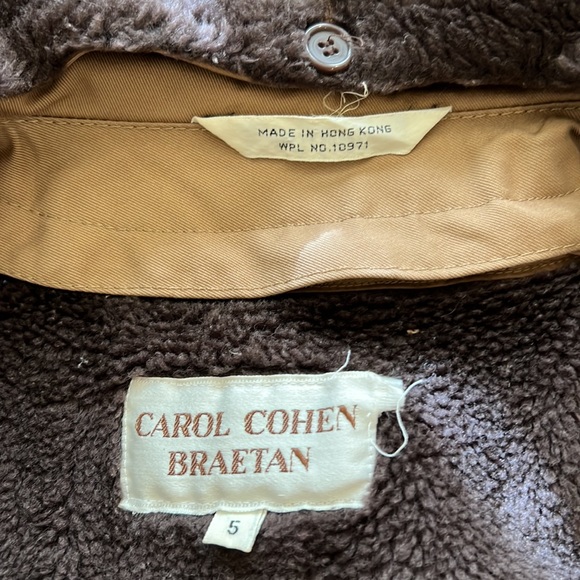 MADE IN HONG KONG
WPL NO.10971
CAROL COHEN
BRAETAN
5